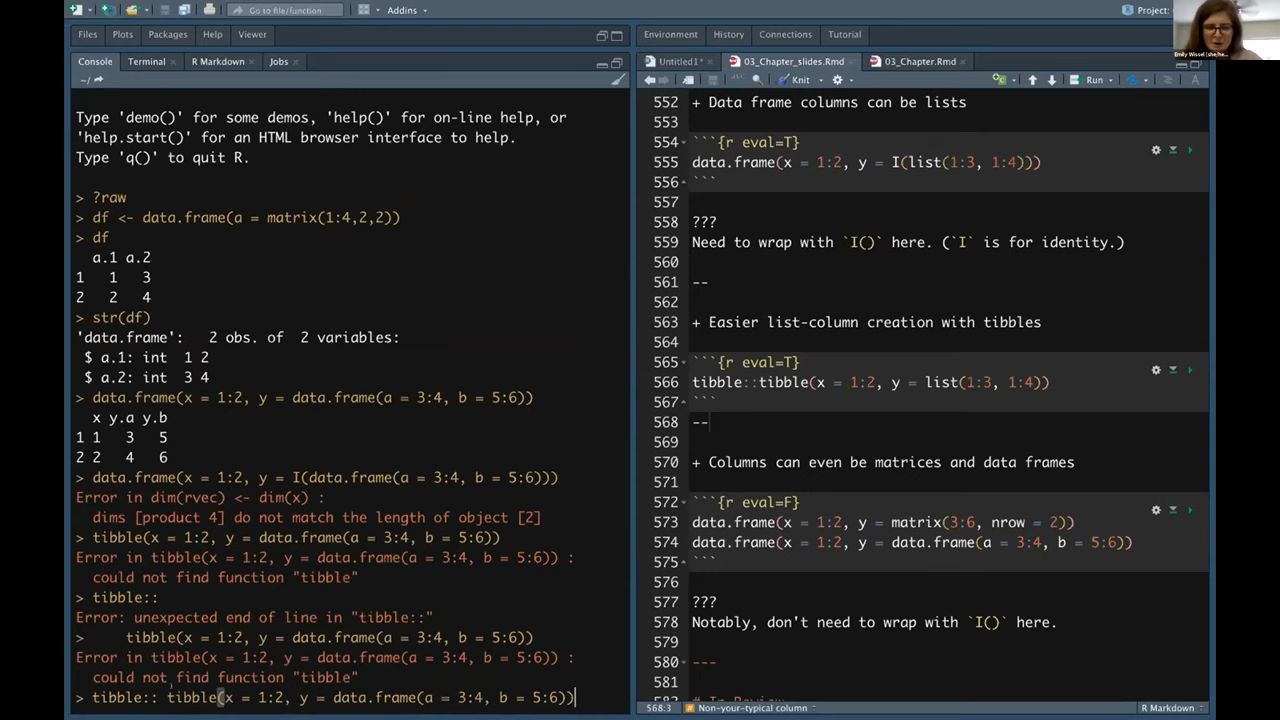 Go to file/function
Addins
Project:
Files Plots Packages Help Viewer
Environment History Connections Tutorial
Emily Wissel (she/he
Console Terminal R Markdown Jobs
~/
Type 'demo()' for some demos, 'help()' for on-line help, or
'help.start()' for an HTML browser interface to help.
Type 'q()' to quit R.
> ?raw
> df <- data.frame(a = matrix(1:4,2,2))
> df
  a.1 a.2
1   1   3
2   2   4
> str(df)
'data.frame':   2 obs. of  2 variables:
 $ a.1: int  1 2
 $ a.2: int  3 4
> data.frame(x = 1:2, y = data.frame(a = 3:4, b = 5:6))
  x y.a y.b
1 1   3   5
2 2   4   6
> data.frame(x = 1:2, y = I(data.frame(a = 3:4, b = 5:6)))
Error in dim(rvec) <- dim(x) :
  dims [product 4] do not match the length of object [2]
> tibble(x = 1:2, y = data.frame(a = 3:4, b = 5:6))
Error in tibble(x = 1:2, y = data.frame(a = 3:4, b = 5:6)) :
  could not find function "tibble"
> tibble::
Error: unexpected end of line in "tibble::"
>     tibble(x = 1:2, y = data.frame(a = 3:4, b = 5:6))
Error in tibble(x = 1:2, y = data.frame(a = 3:4, b = 5:6)) :
  could not find function "tibble"
> tibble:: tibble(x = 1:2, y = data.frame(a = 3:4, b = 5:6))
Untitled1* 03_Chapter_slides.Rmd 03_Chapter.Rmd
Knit Run
552 + Data frame columns can be lists
553
554 ```{r eval=T}
555 data.frame(x = 1:2, y = I(list(1:3, 1:4)))
556 ```
557
558 ???
559 Need to wrap with `I()` here. (`I` is for identity.)
560
561 --
562
563 + Easier list-column creation with tibbles
564
565 ```{r eval=T}
566 tibble::tibble(x = 1:2, y = list(1:3, 1:4))
567 ```
568 --
569
570 + Columns can even be matrices and data frames
571
572 ```{r eval=F}
573 data.frame(x = 1:2, y = matrix(3:6, nrow = 2))
574 data.frame(x = 1:2, y = data.frame(a = 3:4, b = 5:6))
575 ```
576
577 ???
578 Notably, don't need to wrap with `I()` here.
579
580 ---
581
# In Review
568:3 Non-your-typical column R Markdown